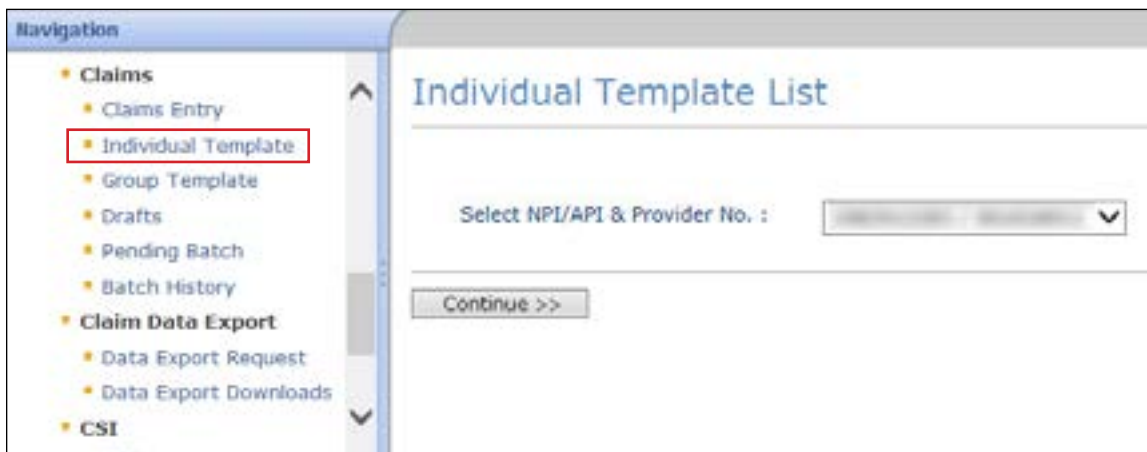 Navigation
Claims
Claims Entry
Individual Template
Group Template
Drafts
Pending Batch
Batch History
Claim Data Export
Data Export Request
Data Export Downloads
CSI
Individual Template List
Select NPI/API & Provider No. :
Continue >>